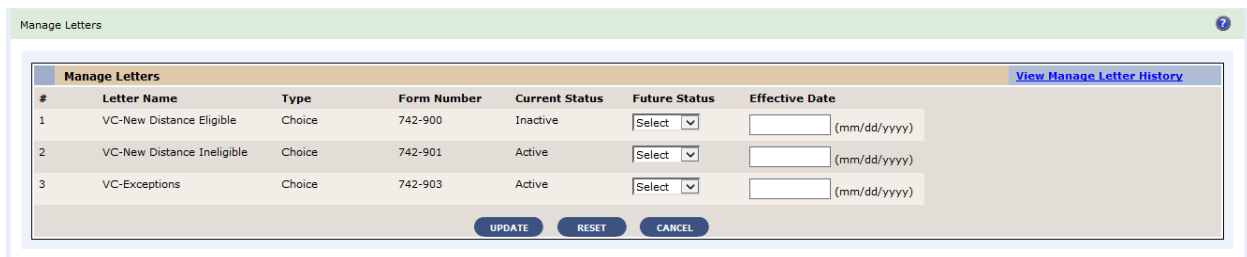 Manage Letters
?
Manage Letters View Manage Letter History
# Letter Name Type Form Number Current Status Future Status Effective Date
1 VC-New Distance Eligible Choice 742-900 Inactive Select (mm/dd/yyyy)
2 VC-New Distance Ineligible Choice 742-901 Active Select (mm/dd/yyyy)
3 VC-Exceptions Choice 742-903 Active Select (mm/dd/yyyy)
UPDATE RESET CANCEL